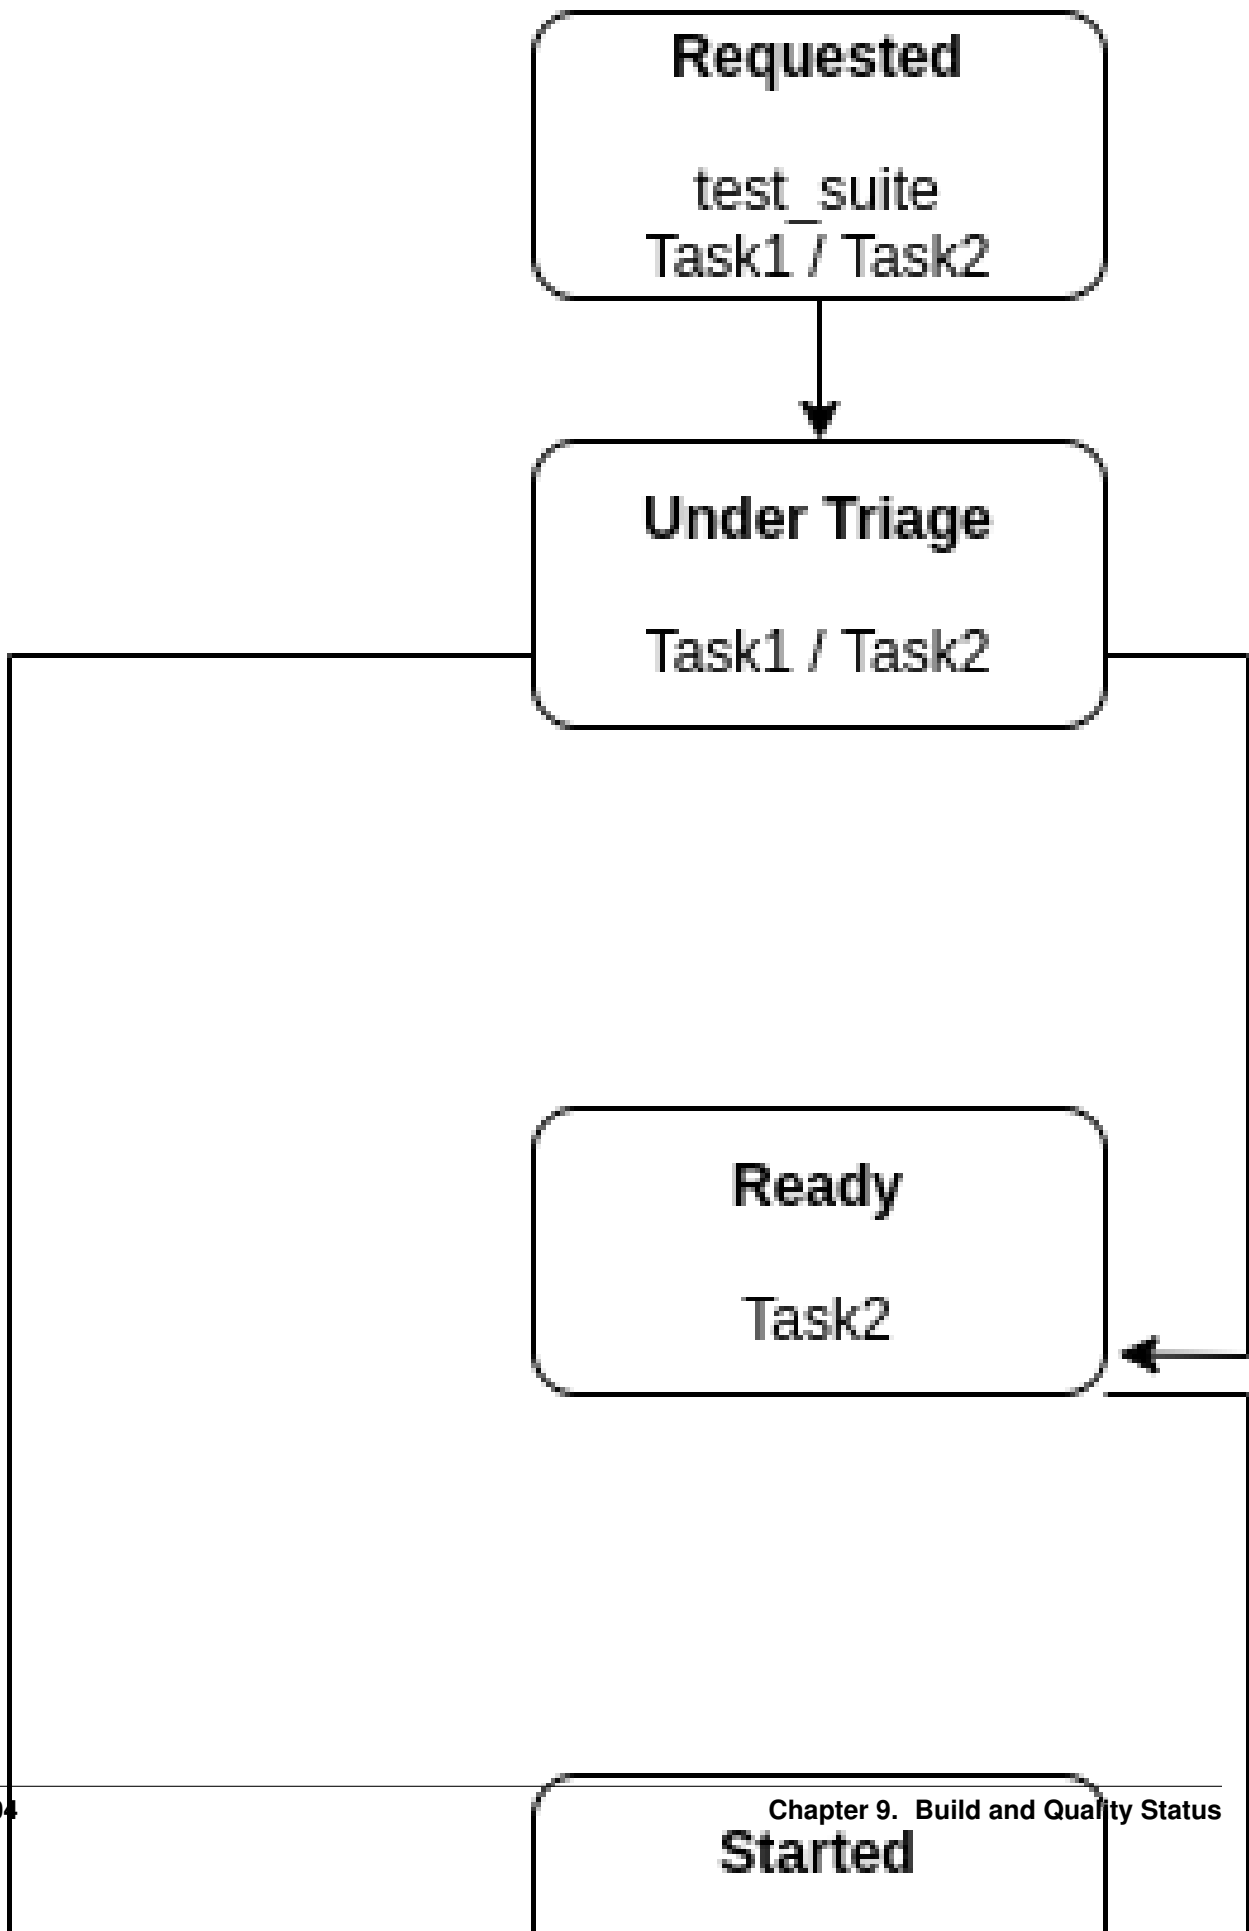 Requested
test_suite
Task1 / Task2
Under Triage
Task1 / Task2
Ready
Task2
Chapter 9. Build and Quality Status
Started